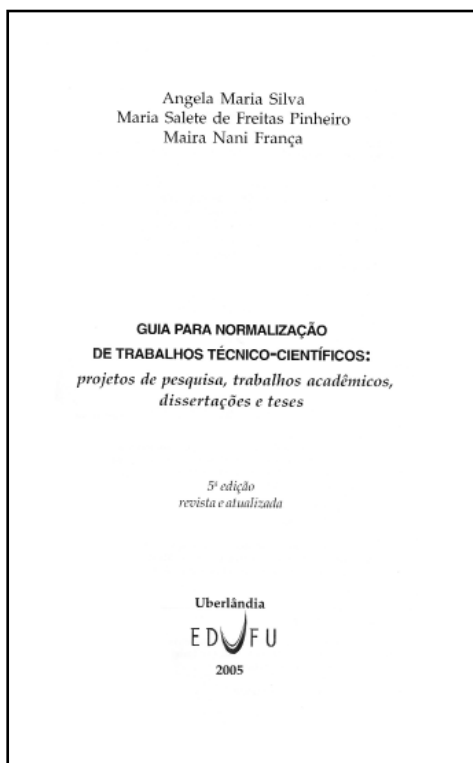 Angela Maria Silva
Maria Salete de Freitas Pinheiro
Maira Nani França
GUIA PARA NORMALIZAÇÃO
DE TRABALHOS TÉCNICO-CIENTÍFICOS:
projetos de pesquisa, trabalhos acadêmicos,
dissertações e teses
5ª edição
revista e atualizada
Uberlândia
EDUFU
2005